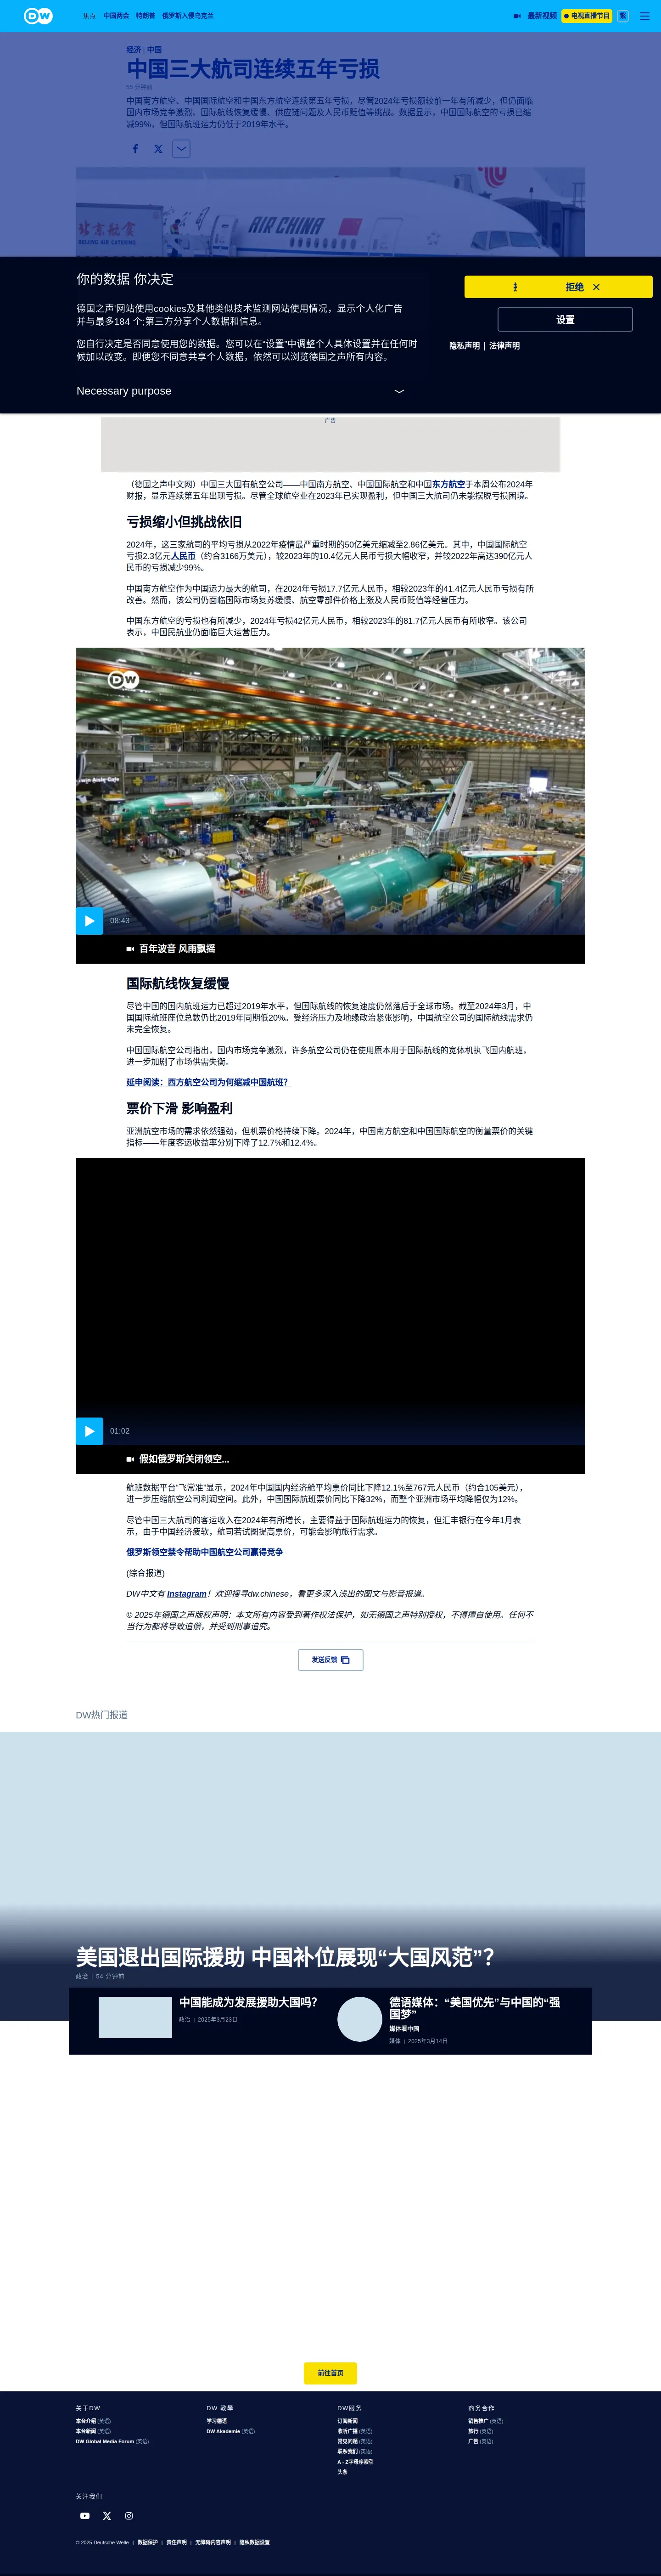 DW
焦点 中国两会 特朗普 俄罗斯入侵乌克兰
最新视频 电视直播节目 繁
经济 | 中国
中国三大航司连续五年亏损
55 分钟前
中国南方航空、中国国际航空和中国东方航空连续第五年亏损，尽管2024年亏损额较前一年有所减少，但仍面临
国内市场竞争激烈、国际航线恢复缓慢、供应链问题及人民币贬值等挑战。数据显示，中国国际航空的亏损已缩
减99%，但国际航班运力仍低于2019年水平。
北京航食
BEIJING AIR CATERING
AIR CHINA
你的数据 你决定
拒绝
德国之声'网站使用cookies及其他类似技术监测网站使用情况，显示个人化广告
并与最多184 个;第三方分享个人数据和信息。
设置
您自行决定是否同意使用您的数据。您可以在“设置”中调整个人具体设置并在任何时
候加以改变。即便您不同意共享个人数据，依然可以浏览德国之声所有内容。
隐私声明 | 法律声明
Necessary purpose
广告
（德国之声中文网）中国三大国有航空公司——中国南方航空、中国国际航空和中国东方航空于本周公布2024年
财报，显示连续第五年出现亏损。尽管全球航空业在2023年已实现盈利，但中国三大航司仍未能摆脱亏损困境。
亏损缩小但挑战依旧
2024年，这三家航司的平均亏损从2022年疫情最严重时期的50亿美元缩减至2.86亿美元。其中，中国国际航空
亏损2.3亿元人民币（约合3166万美元），较2023年的10.4亿元人民币亏损大幅收窄，并较2022年高达390亿元人
民币的亏损减少99%。
中国南方航空作为中国运力最大的航司，在2024年亏损17.7亿元人民币，相较2023年的41.4亿元人民币亏损有所
改善。然而，该公司仍面临国际市场复苏缓慢、航空零部件价格上涨及人民币贬值等经营压力。
中国东方航空的亏损也有所减少，2024年亏损42亿元人民币，相较2023年的81.7亿元人民币有所收窄。该公司
表示，中国民航业仍面临巨大运营压力。
DW
08:43
百年波音 风雨飘摇
国际航线恢复缓慢
尽管中国的国内航班运力已超过2019年水平，但国际航线的恢复速度仍然落后于全球市场。截至2024年3月，中
国国际航班座位总数仍比2019年同期低20%。受经济压力及地缘政治紧张影响，中国航空公司的国际航线需求仍
未完全恢复。
中国国际航空公司指出，国内市场竞争激烈，许多航空公司仍在使用原本用于国际航线的宽体机执飞国内航班，
进一步加剧了市场供需失衡。
延申阅读：西方航空公司为何缩减中国航班？
票价下滑 影响盈利
亚洲航空市场的需求依然强劲，但机票价格持续下降。2024年，中国南方航空和中国国际航空的衡量票价的关键
指标——年度客运收益率分别下降了12.7%和12.4%。
01:02
假如俄罗斯关闭领空...
航班数据平台“飞常准”显示，2024年中国国内经济舱平均票价同比下降12.1%至767元人民币（约合105美元），
进一步压缩航空公司利润空间。此外，中国国际航班票价同比下降32%，而整个亚洲市场平均降幅仅为12%。
尽管中国三大航司的客运收入在2024年有所增长，主要得益于国际航班运力的恢复，但汇丰银行在今年1月表
示，由于中国经济疲软，航司若试图提高票价，可能会影响旅行需求。
俄罗斯领空禁令帮助中国航空公司赢得竞争
(综合报道)
DW中文有 Instagram！欢迎搜寻dw.chinese，看更多深入浅出的图文与影音报道。
© 2025年德国之声版权声明：本文所有内容受到著作权法保护，如无德国之声特别授权，不得擅自使用。任何不
当行为都将导致追偿，并受到刑事追究。
发送反馈
DW热门报道
美国退出国际援助 中国补位展现“大国风范”？
政治 | 54 分钟前
中国能成为发展援助大国吗？
政治 | 2025年3月23日
德语媒体：“美国优先”与中国的“强
国梦”
媒体看中国
媒体 | 2025年3月14日
前往首页
关于DW
本台介绍 (英语)
本台新闻 (英语)
DW Global Media Forum (英语)
DW 教學
学习德语
DW Akademie (英语)
DW服务
订阅新闻
收听广播 (英语)
常见问题 (英语)
联系我们 (英语)
A - Z字母序索引
头条
商务合作
销售推广 (英语)
旅行 (英语)
广告 (英语)
关注我们
© 2025 Deutsche Welle | 数据保护 | 责任声明 | 无障碍内容声明 | 隐私数据设置